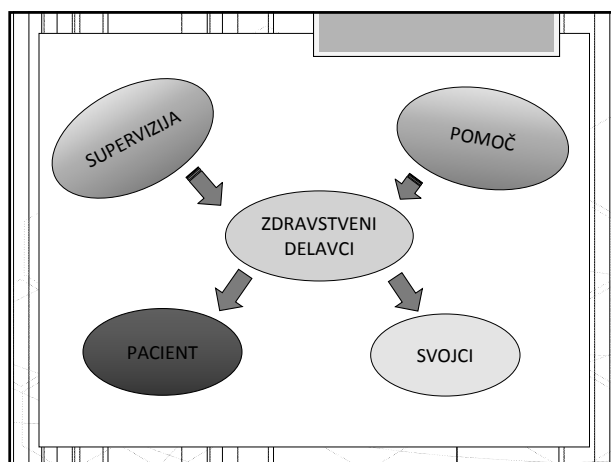 SUPERVIZIJA
POMOČ
ZDRAVSTVENI
DELAVCI
PACIENT
SVOJCI